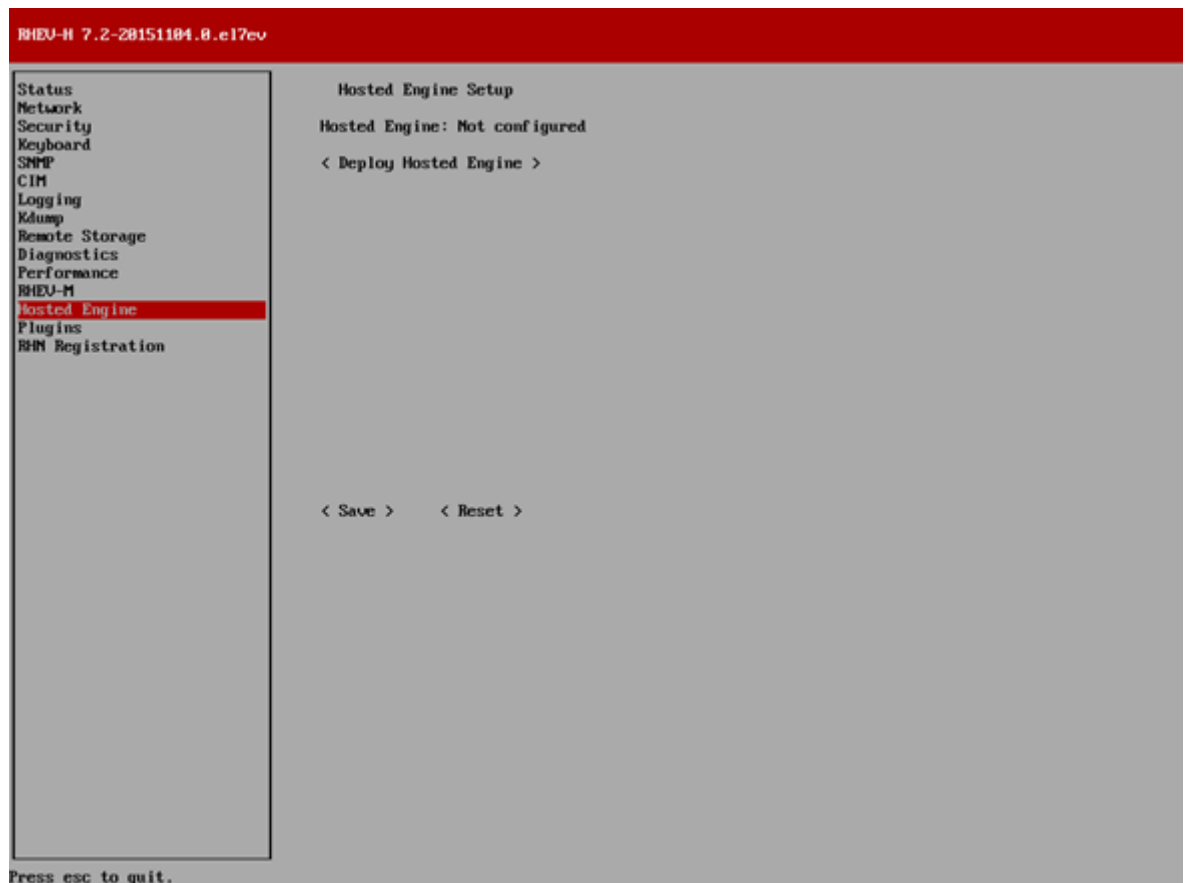 RHEV-H 7.2-20151104.0.el7ev
Status
Network
Security
Keyboard
SNMP
CIM
Logging
Kdump
Remote Storage
Diagnostics
Performance
RHEV-M
Hosted Engine
Plugins
RHN Registration
Hosted Engine Setup
Hosted Engine: Not configured
< Deploy Hosted Engine >
< Save > < Reset >
Press esc to quit.